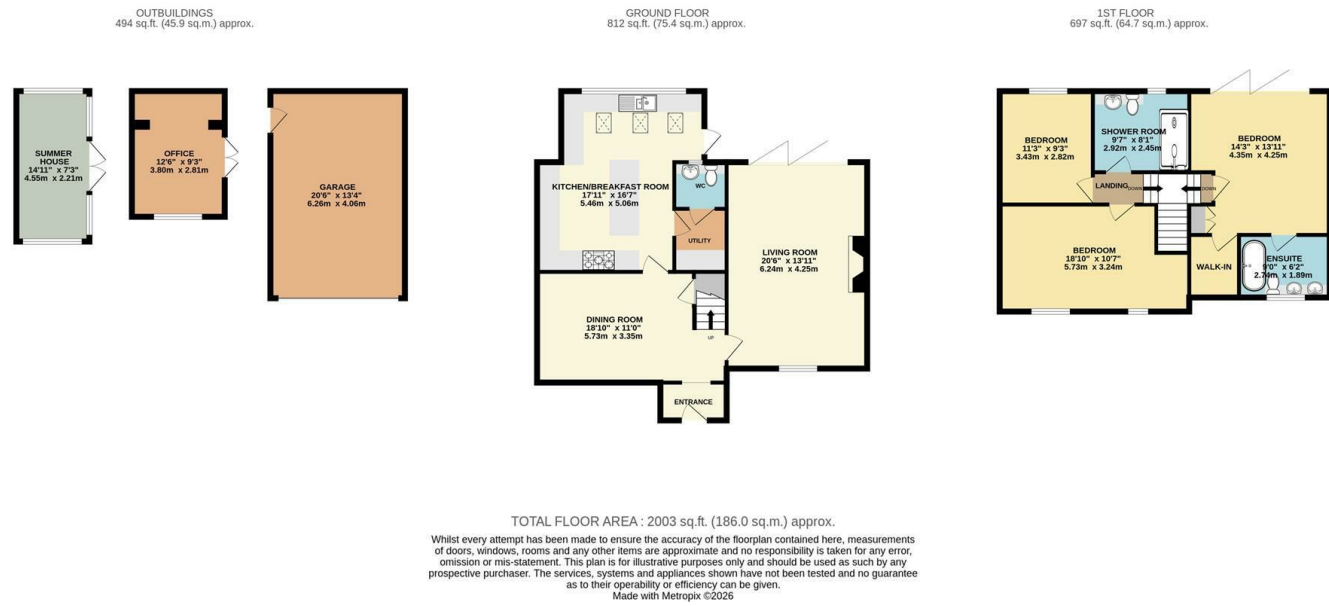 OUTBUILDINGS
494 sq.ft. (45.9 sq.m.) approx.
GROUND FLOOR
812 sq.ft. (75.4 sq.m.) approx.
1ST FLOOR
697 sq.ft. (64.7 sq.m.) approx.
SUMMER
HOUSE
14'11" x 7'3"
4.55m x 2.21m
OFFICE
12'6" x 9'3"
3.80m x 2.81m
GARAGE
20'6" x 13'4"
6.26m x 4.06m
KITCHEN/BREAKFAST ROOM
17'11" x 16'7"
5.46m x 5.06m
WC
UTILITY
LIVING ROOM
20'6" x 13'11"
6.24m x 4.25m
DINING ROOM
18'10" x 11'0"
5.73m x 3.35m
UP
ENTRANCE
BEDROOM
11'3" x 9'3"
3.43m x 2.82m
SHOWER ROOM
9'7" x 8'1"
2.92m x 2.45m
BEDROOM
14'3" x 13'11"
4.35m x 4.25m
LANDING
DOWN
DOWN
BEDROOM
18'10" x 10'7"
5.73m x 3.24m
WALK-IN
ENSUITE
9'0" x 6'2"
2.74m x 1.89m
TOTAL FLOOR AREA : 2003 sq.ft. (186.0 sq.m.) approx.
Whilst every attempt has been made to ensure the accuracy of the floorplan contained here, measurements
of doors, windows, rooms and any other items are approximate and no responsibility is taken for any error,
omission or mis-statement. This plan is for illustrative purposes only and should be used as such by any
prospective purchaser. The services, systems and appliances shown have not been tested and no guarantee
as to their operability or efficiency can be given.
Made with Metropix ©2026